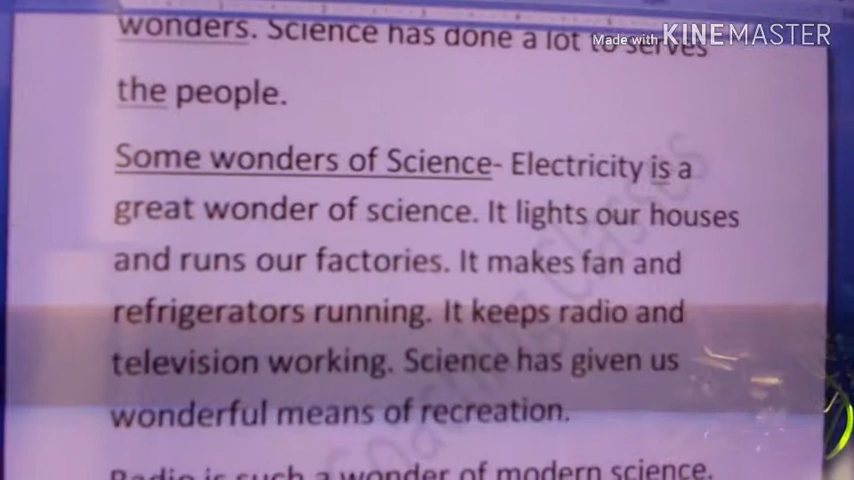 wonders. Science has done a lot to serves
Made with KINEMASTER
the people.
Some wonders of Science- Electricity is a
great wonder of science. It lights our houses
and runs our factories. It makes fan and
refrigerators running. It keeps radio and
television working. Science has given us
wonderful means of recreation.
Radio is such a wonder of modern science.